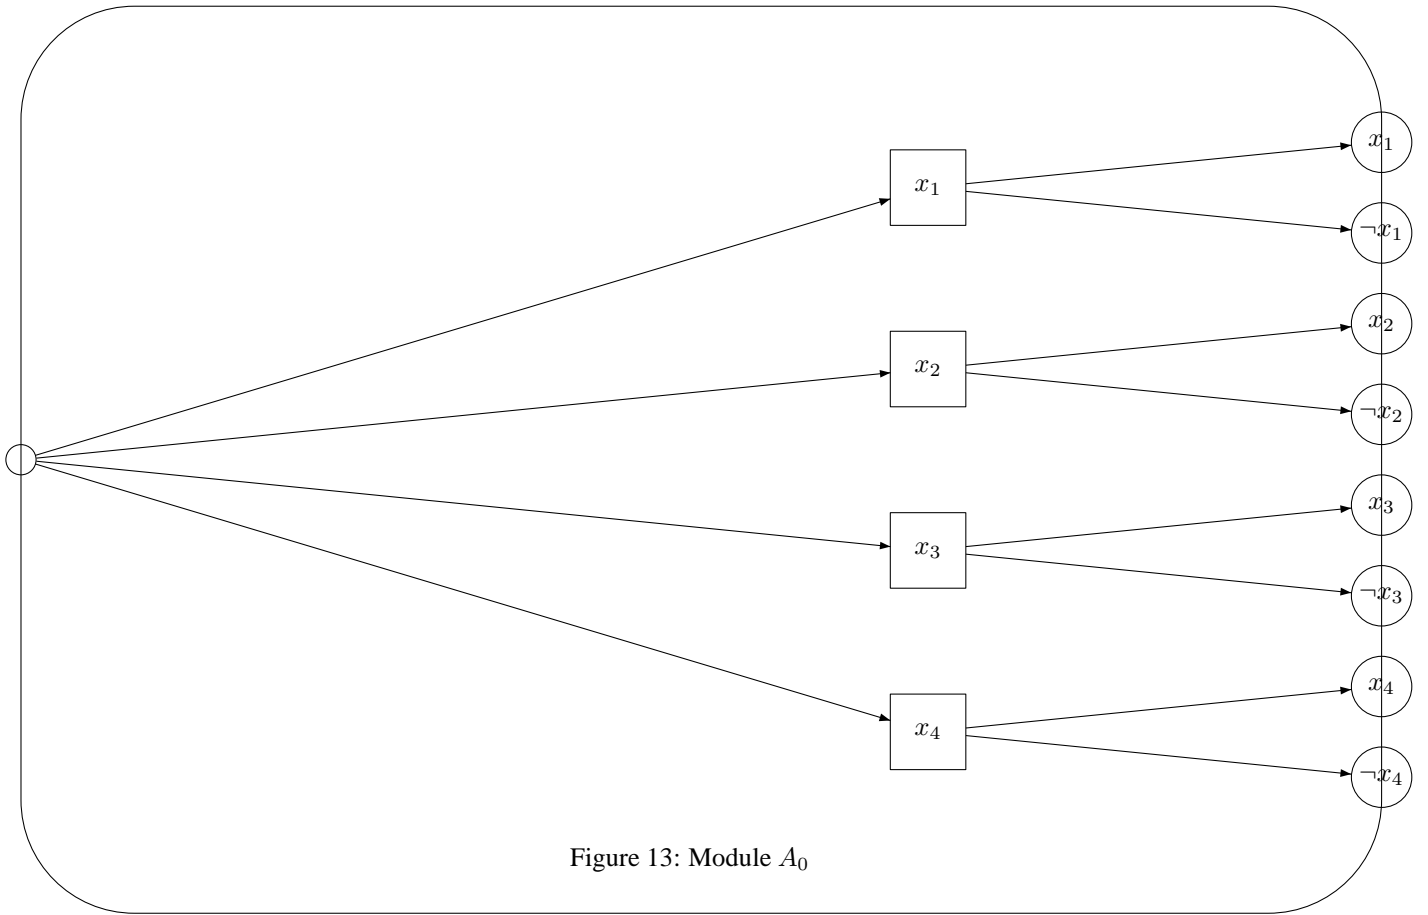 x₁
¬x₁
x₁
x₂
¬x₂
x₂
x₃
¬x₃
x₃
x₄
¬x₄
x₄
Figure 13: Module A₀